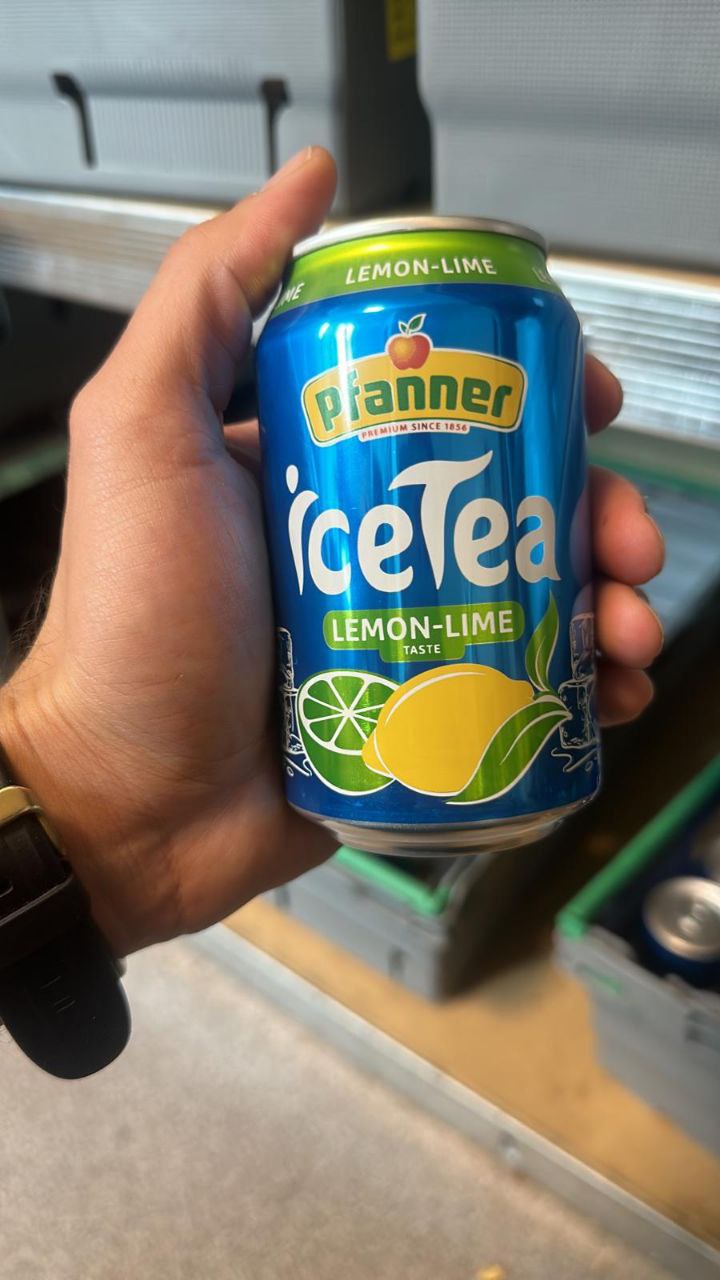 LEMON-LIME
Pfanner
PREMIUM SINCE 1856
iceTea
LEMON-LIME
TASTE